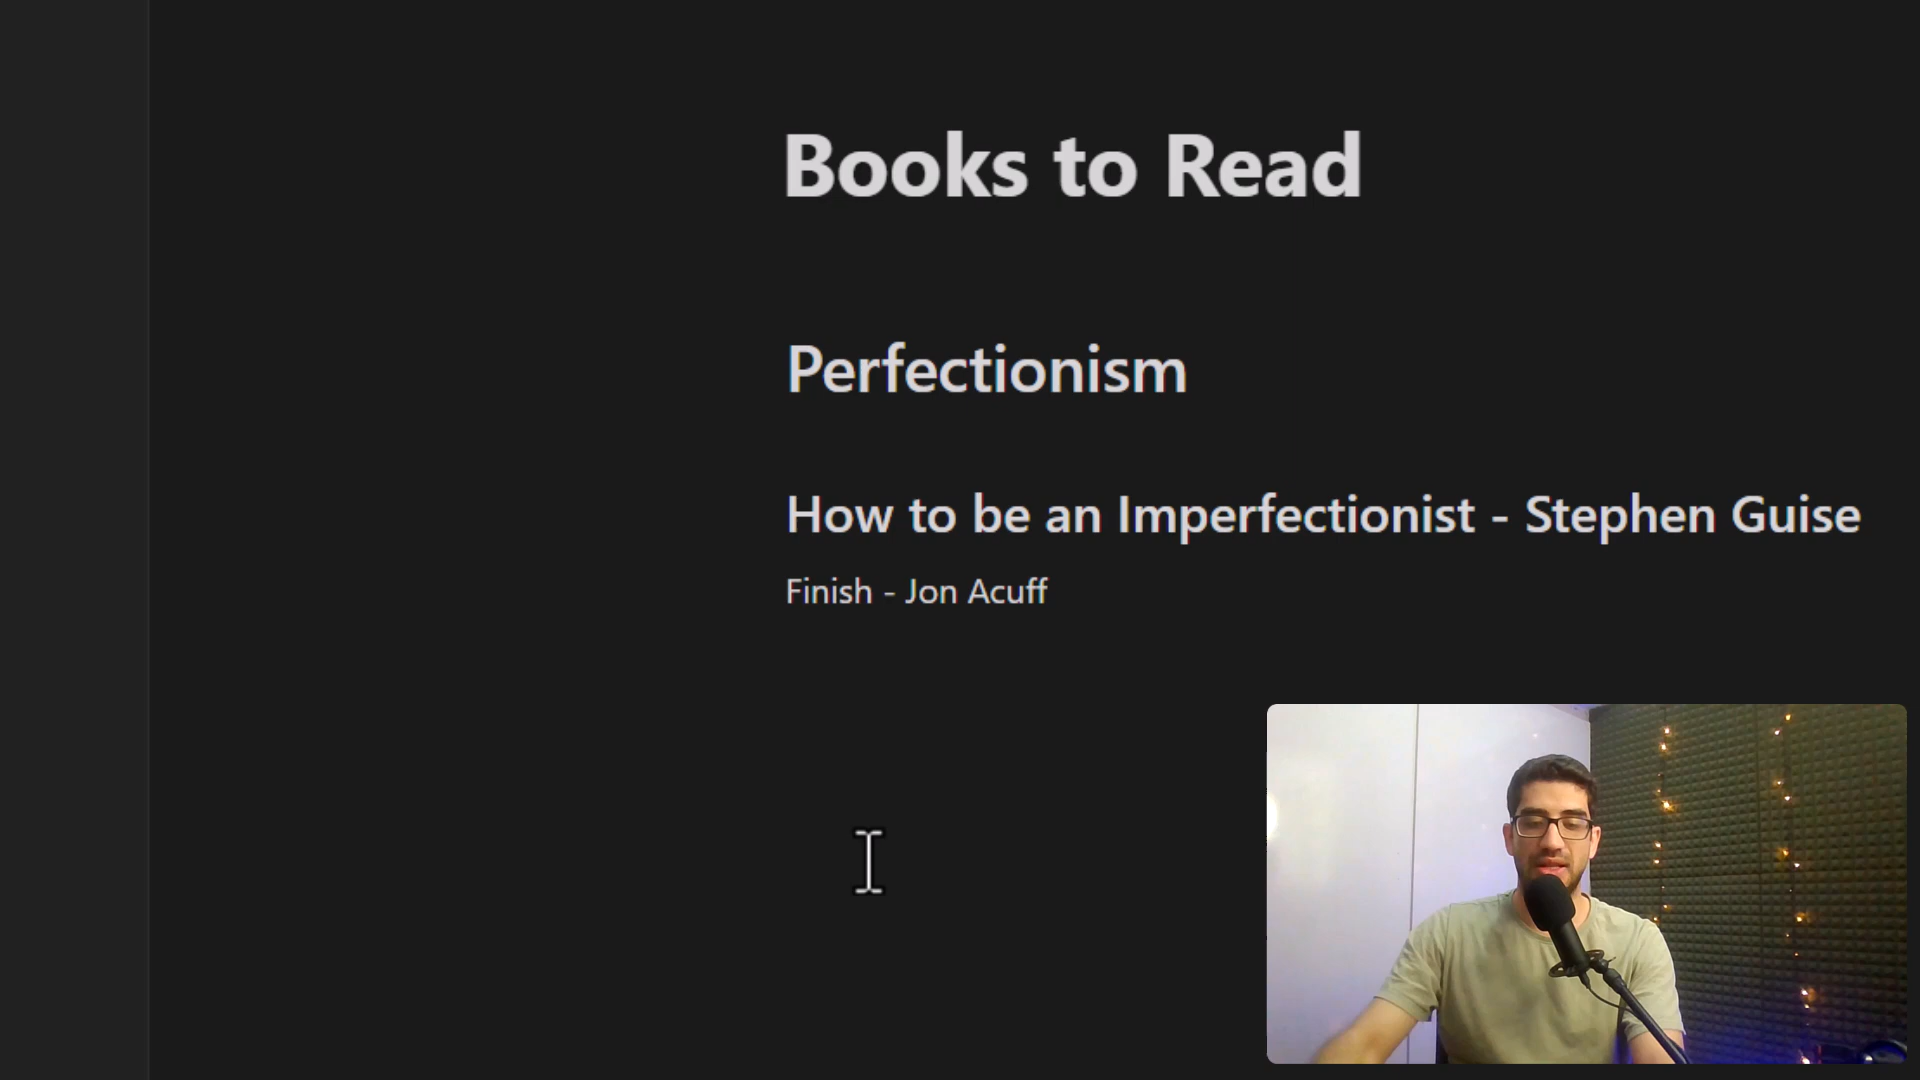 Books to Read
Perfectionism
How to be an Imperfectionist - Stephen Guise
Finish - Jon Acuff